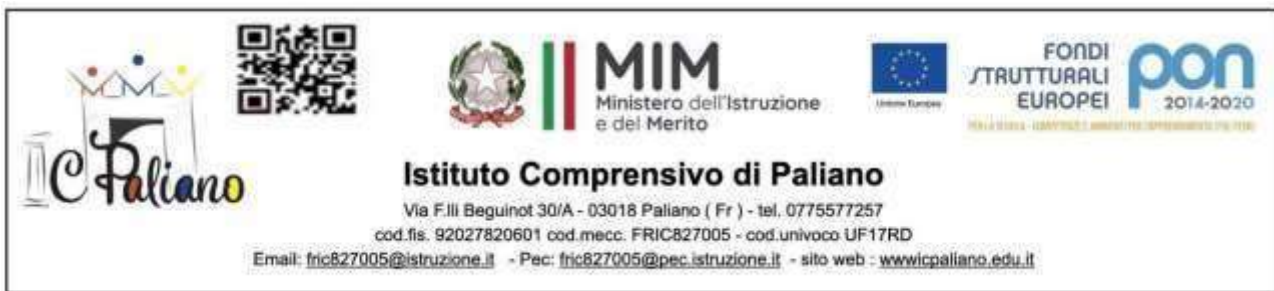 IC Paliano
MIM
Ministero dell'Istruzione
e del Merito
Unione Europea
FONDI
STRUTTURALI
EUROPEI
pon
2014-2020
Istituto Comprensivo di Paliano
Via F.lli Beguinot 30/A - 03018 Paliano ( Fr ) - tel. 0775577257
cod.fis. 92027820601 cod.mecc. FRIC827005 - cod.univoco UF17RD
Email: fric827005@istruzione.it - Pec: fric827005@pec.istruzione.it - sito web : wwwicpaliano.edu.it